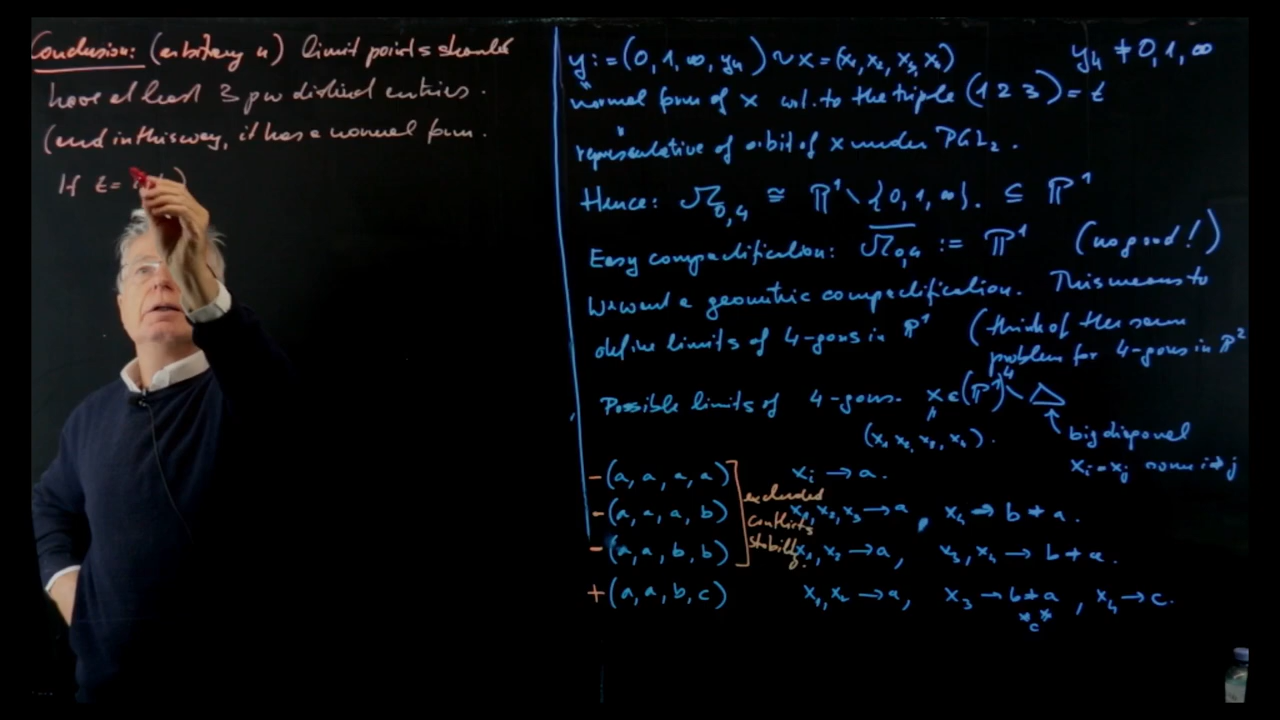 Conclusion: (arbitrary n) limit points should
have at least 3 pw distinct entries.
(and in this way, it has a normal form.
If t = )
y := (0, 1, ∞, y₄) ~ x = (x₁, x₂, x₃, x₄) y₄ ≠ 0, 1, ∞
normal form of x w.r. to the triple (1 2 3) = t
representative of orbit of x under PGL₂.
Hence: M₀,₄ ≅ P¹ \ {0, 1, ∞}. ⊆ P¹
Easy compactification: M̅₀,₄ := P¹ (no good!)
We want a geometric compactification. This means to
define limits of 4-gons in P¹ (think of the same
problem for 4-gons in P²
Possible limits of 4-gons. x ∈ (P¹)⁴ \ △
(x₁ x₂, x₃, x₄). big diagonal
x_i = x_j some i ≠ j
- (a, a, a, a) x_i → a.
excluded
- (a, a, a, b) x₁, x₂, x₃ → a, x₄ → b ≠ a.
conflicts
stability.
- (a, a, b, b) x₁, x₂ → a, x₃, x₄ → b ≠ a.
+ (a, a, b, c) x₁, x₂ → a, x₃ → b ≠ a, x₄ → c.
≠ c ≠